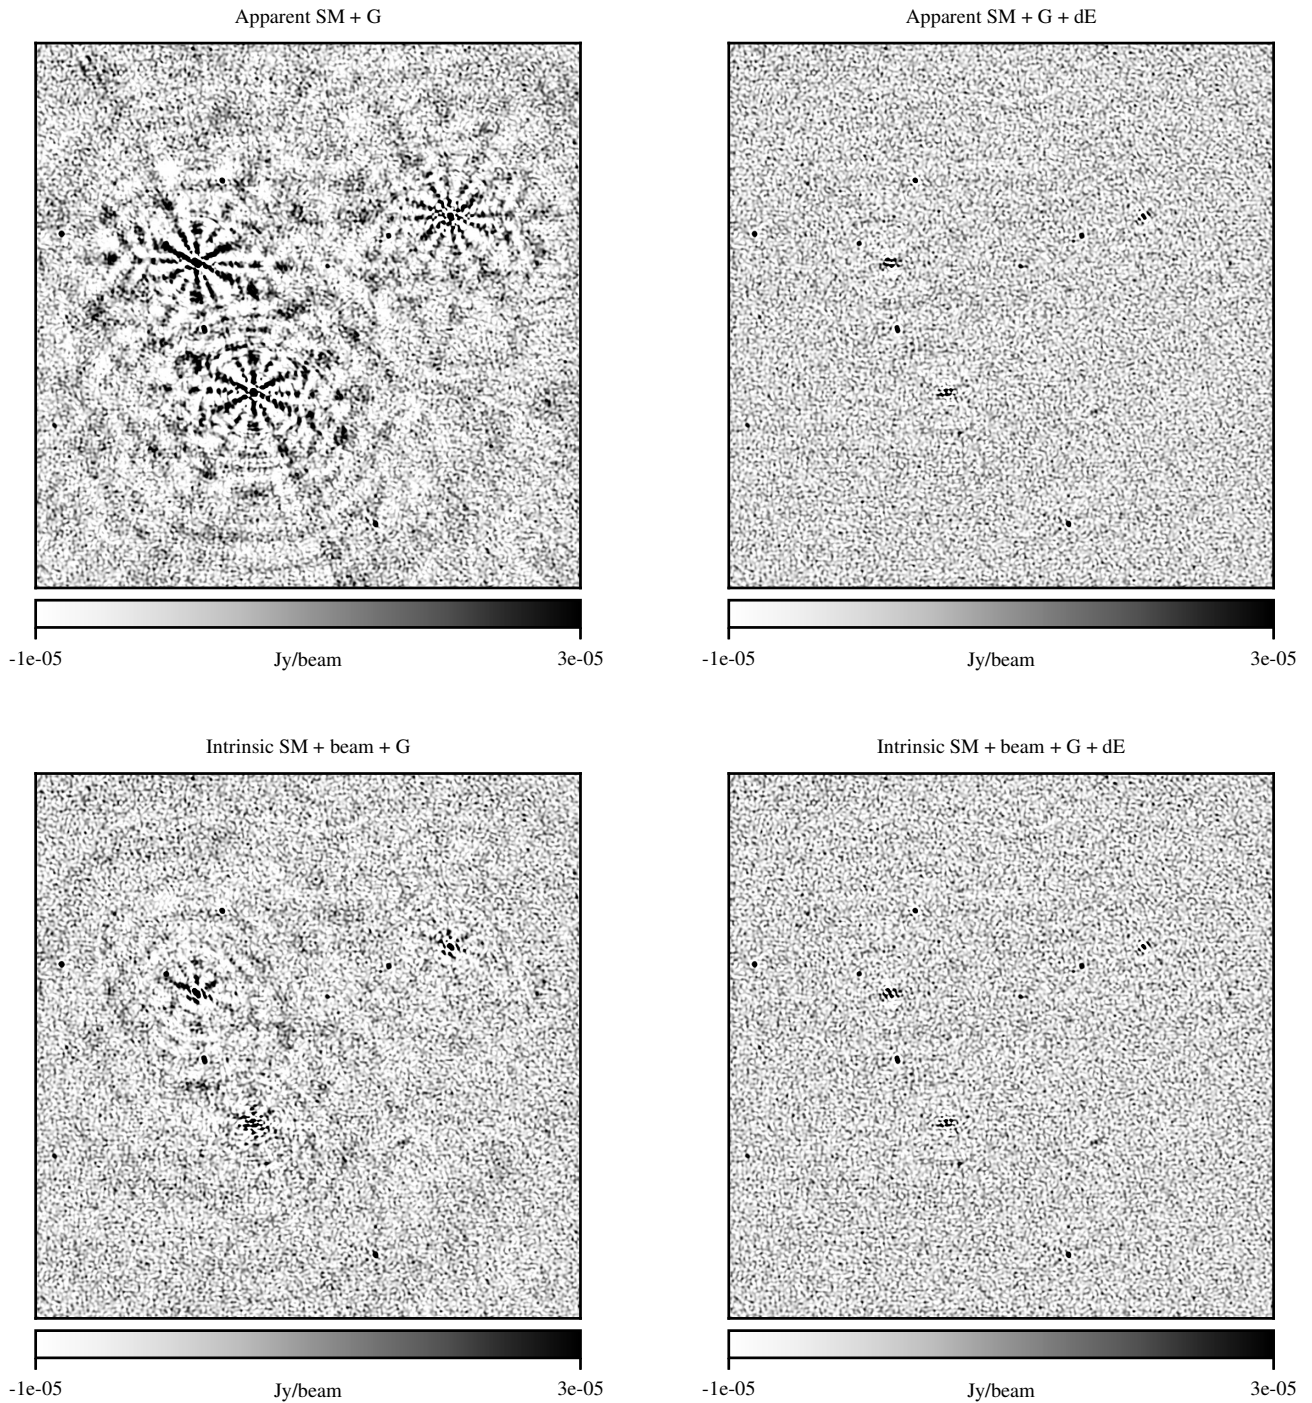 Apparent SM + G
Apparent SM + G + dE
-1e-05 Jy/beam 3e-05
-1e-05 Jy/beam 3e-05
Intrinsic SM + beam + G
Intrinsic SM + beam + G + dE
-1e-05 Jy/beam 3e-05
-1e-05 Jy/beam 3e-05